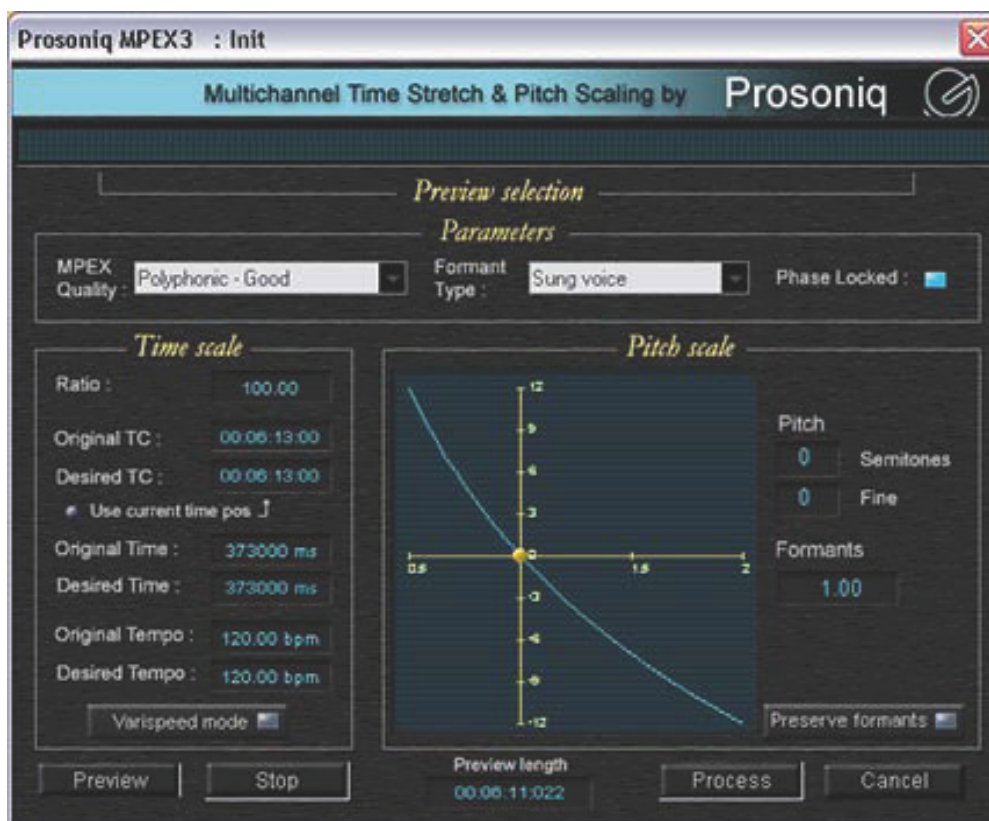 Prosoniq MPEX3 : Init
Multichannel Time Stretch & Pitch Scaling by Prosoniq
Preview selection
Parameters
MPEX Quality : Polyphonic - Good
Formant Type : Sung voice
Phase Locked :
Time scale
Ratio : 100.00
Original TC : 00:06:13:00
Desired TC : 00:06:13:00
Use current time pos
Original Time : 373000 ms
Desired Time : 373000 ms
Original Tempo : 120.00 bpm
Desired Tempo : 120.00 bpm
Varispeed mode
Pitch scale
12
9
6
3
0
0.5
1.5
2
-3
-6
-9
-12
Pitch
0 Semitones
0 Fine
Formants
1.00
Preserve formants
Preview
Stop
Preview length
00:06:11:022
Process
Cancel